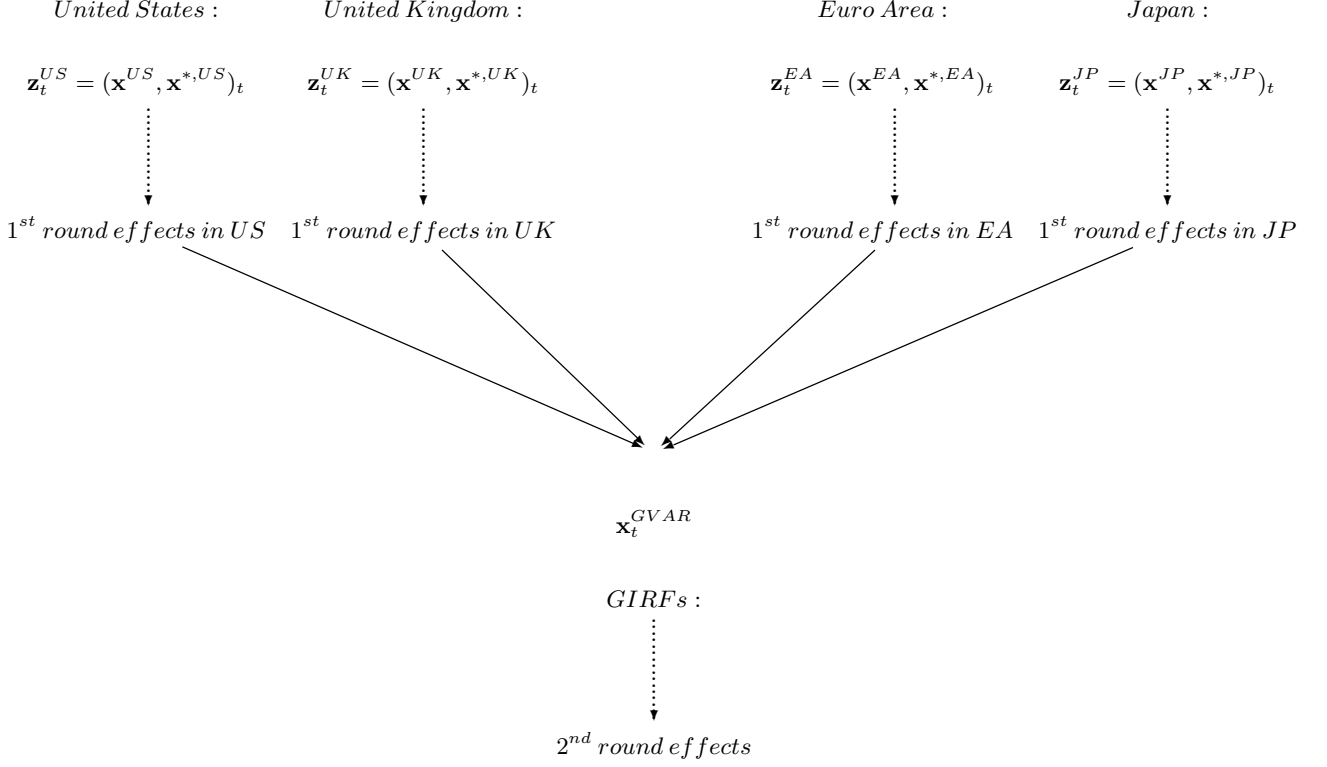 United States : United Kingdom : Euro Area : Japan :
z_t^{US} = (x^{US}, x^{*,US})_t z_t^{UK} = (x^{UK}, x^{*,UK})_t z_t^{EA} = (x^{EA}, x^{*,EA})_t z_t^{JP} = (x^{JP}, x^{*,JP})_t
1^{st} round effects in US 1^{st} round effects in UK 1^{st} round effects in EA 1^{st} round effects in JP
x_t^{GVAR}
GIRFs :
2^{nd} round effects